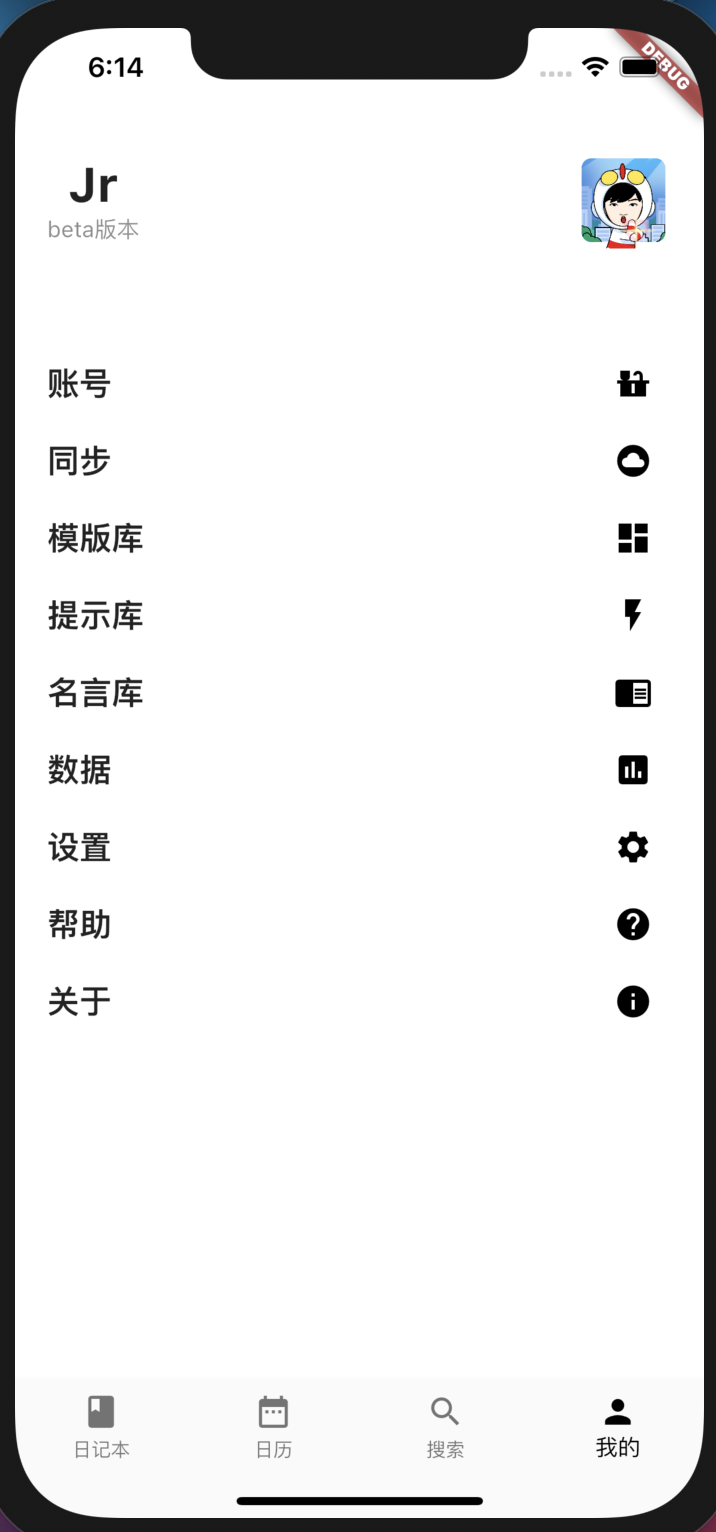 6:14
DEBUG
Jr
beta版本
账号
同步
模版库
提示库
名言库
数据
设置
帮助
关于
日记本
日历
搜索
我的